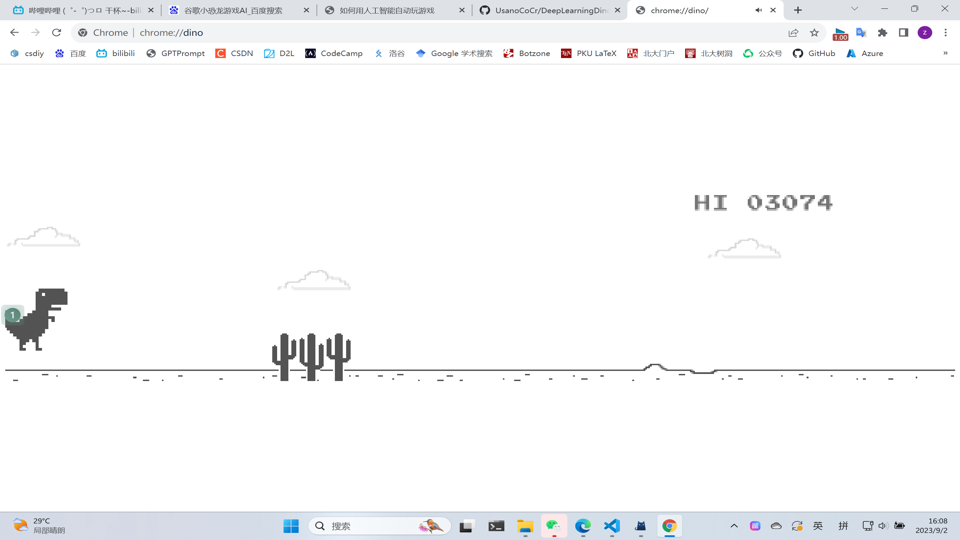 哔哩哔哩 (゜-゜)つロ 干杯~-bili
谷歌小恐龙游戏AI_百度搜索
如何用人工智能自动玩游戏
UsanoCoCr/DeepLearningDino
chrome://dino/
Chrome | chrome://dino
1.00
z
csdiy
百度
bilibili
GPTPrompt
CSDN
D2L
CodeCamp
洛谷
Google 学术搜索
Botzone
PKU LaTeX
北大门户
北大树洞
公众号
GitHub
Azure
»
HI 03074
1
29°C
局部晴朗
搜索
英
拼
16:08
2023/9/2